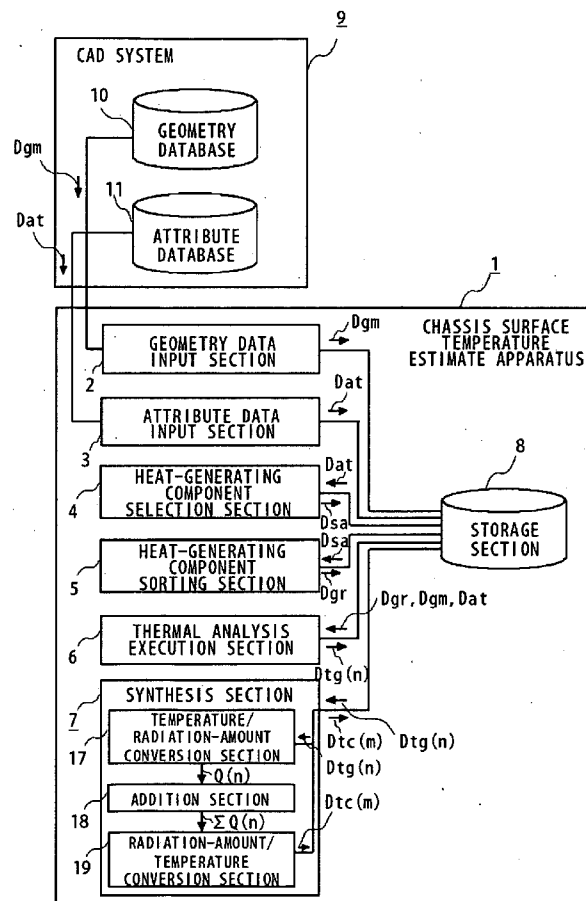 9
CAD SYSTEM
10
GEOMETRY
DATABASE
Dgm
11
ATTRIBUTE
DATABASE
Dat
1
CHASSIS SURFACE
TEMPERATURE
ESTIMATE APPARATUS
Dgm
GEOMETRY DATA
INPUT SECTION
2
Dat
ATTRIBUTE DATA
INPUT SECTION
3
Dat
HEAT-GENERATING
COMPONENT
SELECTION SECTION
4
Dsa
8
STORAGE
SECTION
Dsa
HEAT-GENERATING
COMPONENT
SORTING SECTION
5
Dgr
Dgr,Dgm,Dat
THERMAL ANALYSIS
EXECUTION SECTION
6
Dtg(n)
7
SYNTHESIS SECTION
Dtc(m)
Dtg(n)
17
TEMPERATURE/
RADIATION-AMOUNT
CONVERSION SECTION
Dtg(n)
Q(n)
18
ADDITION SECTION
ΣQ(n)
Dtc(m)
19
RADIATION-AMOUNT/
TEMPERATURE
CONVERSION SECTION